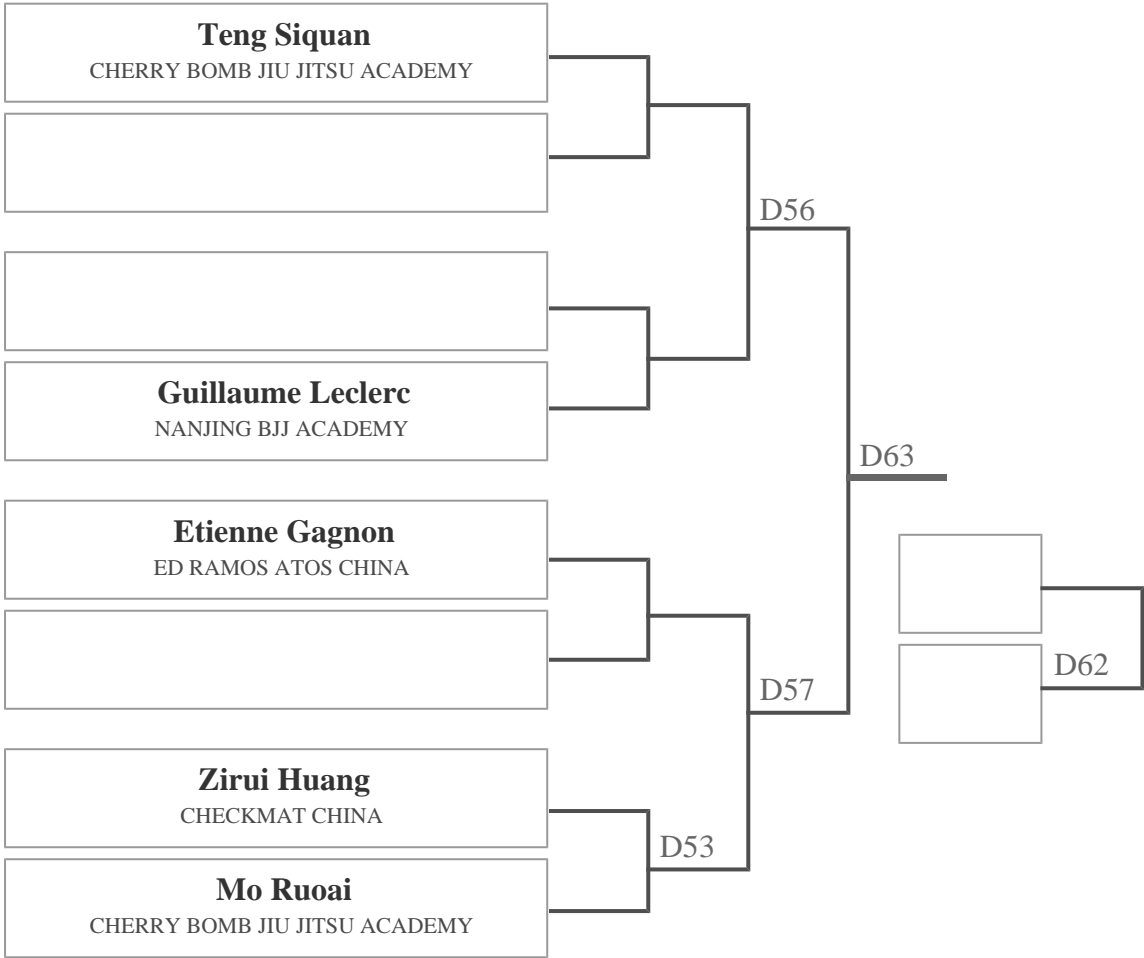 Teng Siquan
CHERRY BOMB JIU JITSU ACADEMY
D56
Guillaume Leclerc
NANJING BJJ ACADEMY
D63
Etienne Gagnon
ED RAMOS ATOS CHINA
D62
D57
Zirui Huang
CHECKMAT CHINA
D53
Mo Ruoai
CHERRY BOMB JIU JITSU ACADEMY